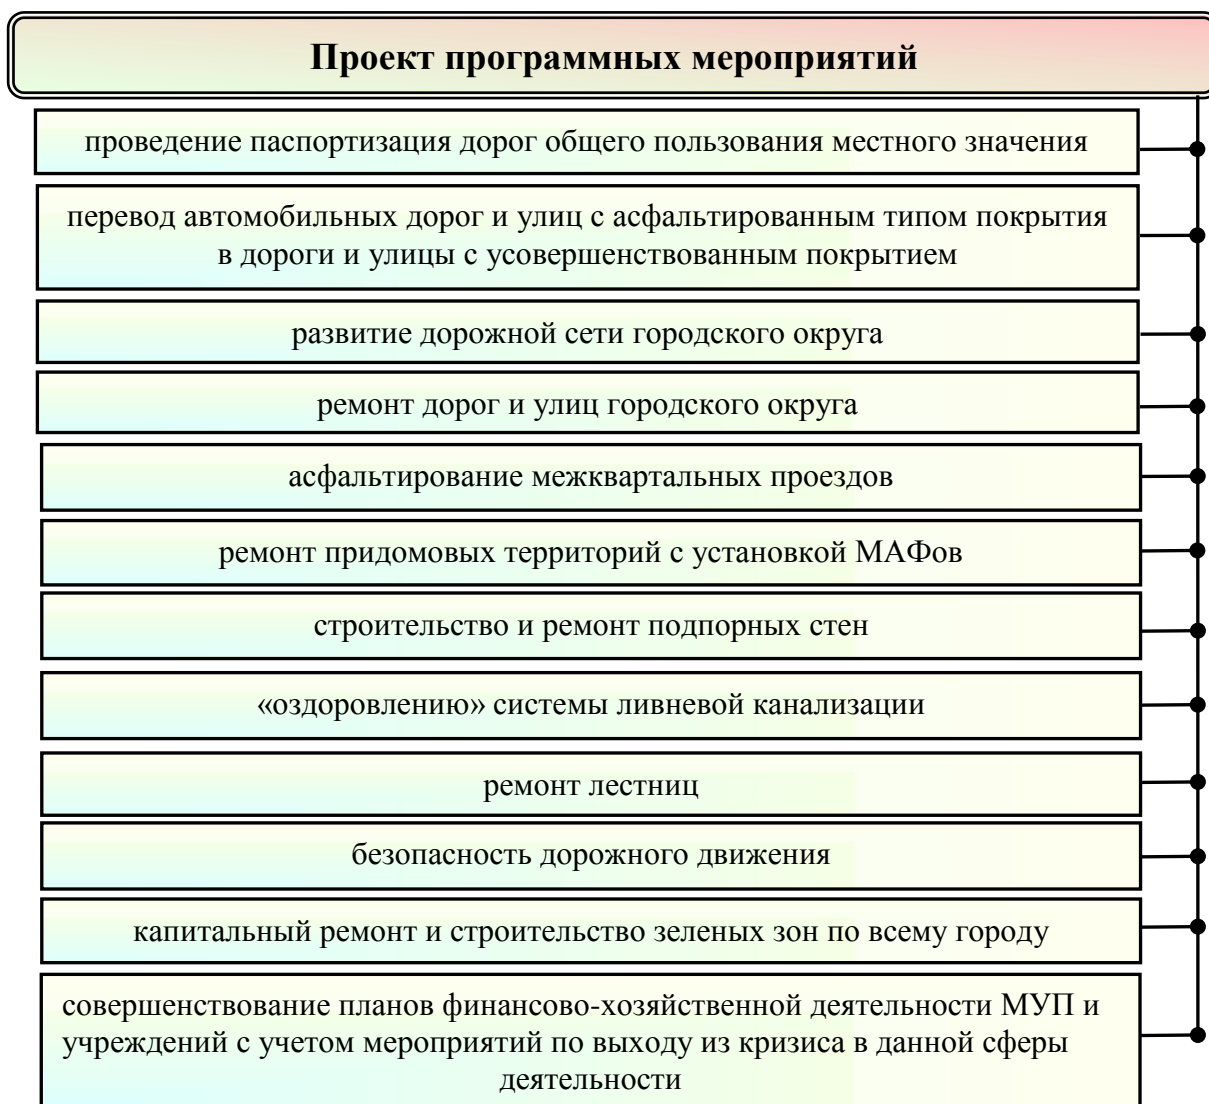 Проект программных мероприятий
проведение паспортизация дорог общего пользования местного значения
перевод автомобильных дорог и улиц с асфальтированным типом покрытия
в дороги и улицы с усовершенствованным покрытием
развитие дорожной сети городского округа
ремонт дорог и улиц городского округа
асфальтирование межквартальных проездов
ремонт придомовых территорий с установкой МАФов
строительство и ремонт подпорных стен
«оздоровлению» системы ливневой канализации
ремонт лестниц
безопасность дорожного движения
капитальный ремонт и строительство зеленых зон по всему городу
совершенствование планов финансово-хозяйственной деятельности МУП и
учреждений с учетом мероприятий по выходу из кризиса в данной сферы
деятельности